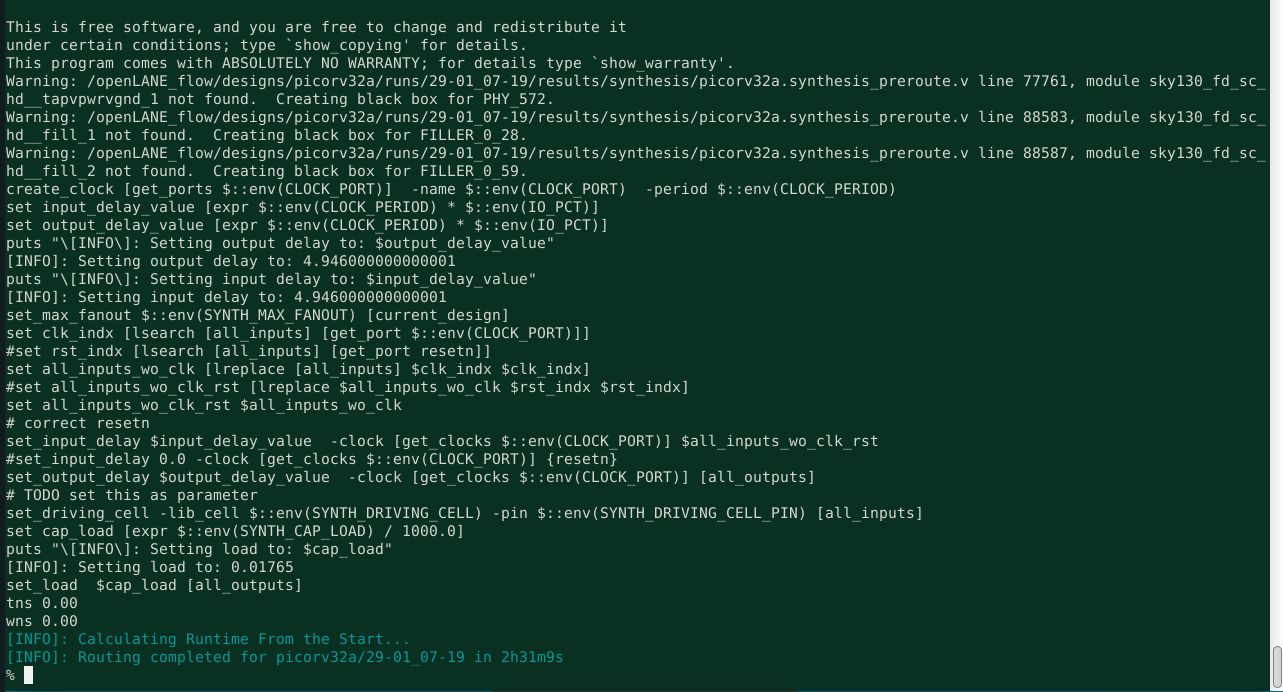 This is free software, and you are free to change and redistribute it
under certain conditions; type `show_copying' for details.
This program comes with ABSOLUTELY NO WARRANTY; for details type `show_warranty'.
Warning: /openLANE_flow/designs/picorv32a/runs/29-01_07-19/results/synthesis/picorv32a.synthesis_preroute.v line 77761, module sky130_fd_sc_
hd__tapvpwrvgnd_1 not found.  Creating black box for PHY_572.
Warning: /openLANE_flow/designs/picorv32a/runs/29-01_07-19/results/synthesis/picorv32a.synthesis_preroute.v line 88583, module sky130_fd_sc_
hd__fill_1 not found.  Creating black box for FILLER_0_28.
Warning: /openLANE_flow/designs/picorv32a/runs/29-01_07-19/results/synthesis/picorv32a.synthesis_preroute.v line 88587, module sky130_fd_sc_
hd__fill_2 not found.  Creating black box for FILLER_0_59.
create_clock [get_ports $::env(CLOCK_PORT)]  -name $::env(CLOCK_PORT)  -period $::env(CLOCK_PERIOD)
set input_delay_value [expr $::env(CLOCK_PERIOD) * $::env(IO_PCT)]
set output_delay_value [expr $::env(CLOCK_PERIOD) * $::env(IO_PCT)]
puts "\[INFO\]: Setting output delay to: $output_delay_value"
[INFO]: Setting output delay to: 4.946000000000001
puts "\[INFO\]: Setting input delay to: $input_delay_value"
[INFO]: Setting input delay to: 4.946000000000001
set_max_fanout $::env(SYNTH_MAX_FANOUT) [current_design]
set clk_indx [lsearch [all_inputs] [get_port $::env(CLOCK_PORT)]]
#set rst_indx [lsearch [all_inputs] [get_port resetn]]
set all_inputs_wo_clk [lreplace [all_inputs] $clk_indx $clk_indx]
#set all_inputs_wo_clk_rst [lreplace $all_inputs_wo_clk $rst_indx $rst_indx]
set all_inputs_wo_clk_rst $all_inputs_wo_clk
# correct resetn
set_input_delay $input_delay_value  -clock [get_clocks $::env(CLOCK_PORT)] $all_inputs_wo_clk_rst
#set_input_delay 0.0 -clock [get_clocks $::env(CLOCK_PORT)] {resetn}
set_output_delay $output_delay_value  -clock [get_clocks $::env(CLOCK_PORT)] [all_outputs]
# TODO set this as parameter
set_driving_cell -lib_cell $::env(SYNTH_DRIVING_CELL) -pin $::env(SYNTH_DRIVING_CELL_PIN) [all_inputs]
set cap_load [expr $::env(SYNTH_CAP_LOAD) / 1000.0]
puts "\[INFO\]: Setting load to: $cap_load"
[INFO]: Setting load to: 0.01765
set_load  $cap_load [all_outputs]
tns 0.00
wns 0.00
[INFO]: Calculating Runtime From the Start...
[INFO]: Routing completed for picorv32a/29-01_07-19 in 2h31m9s
%